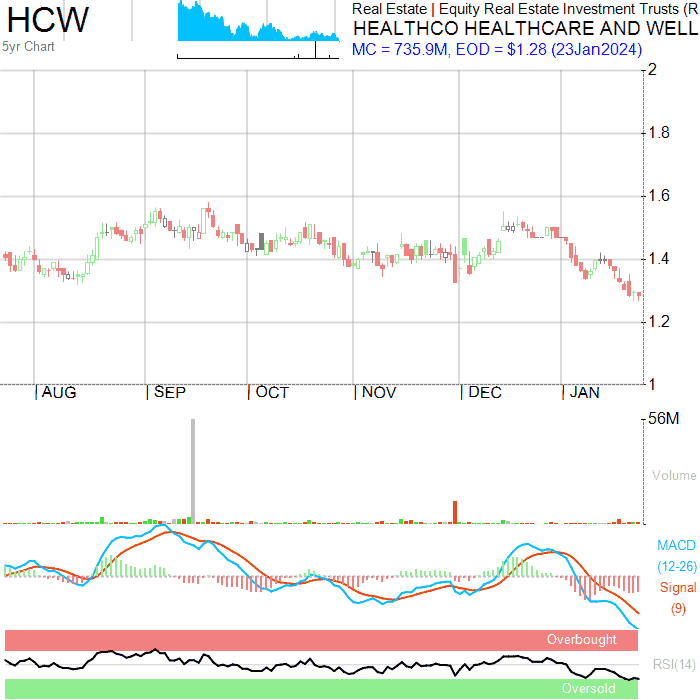 HCW
5yr Chart
Real Estate | Equity Real Estate Investment Trusts (R
HEALTHCO HEALTHCARE AND WELL
MC = 735.9M, EOD = $1.28 (23Jan2024)
2
1.8
1.6
1.4
1.2
1
AUG SEP OCT NOV DEC JAN
56M
Volume
MACD
(12-26)
Signal
(9)
Overbought
RSI(14)
Oversold